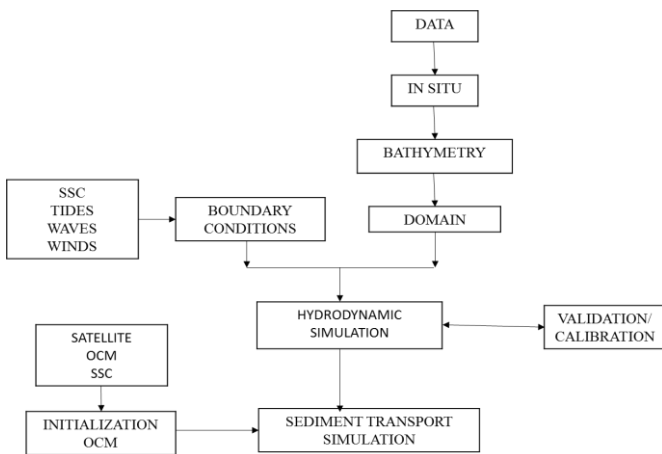 DATA
IN SITU
BATHYMETRY
SSC
TIDES
WAVES
WINDS
BOUNDARY
CONDITIONS
DOMAIN
HYDRODYNAMIC
SIMULATION
VALIDATION/
CALIBRATION
SATELLITE
OCM
SSC
INITIALIZATION
OCM
SEDIMENT TRANSPORT
SIMULATION